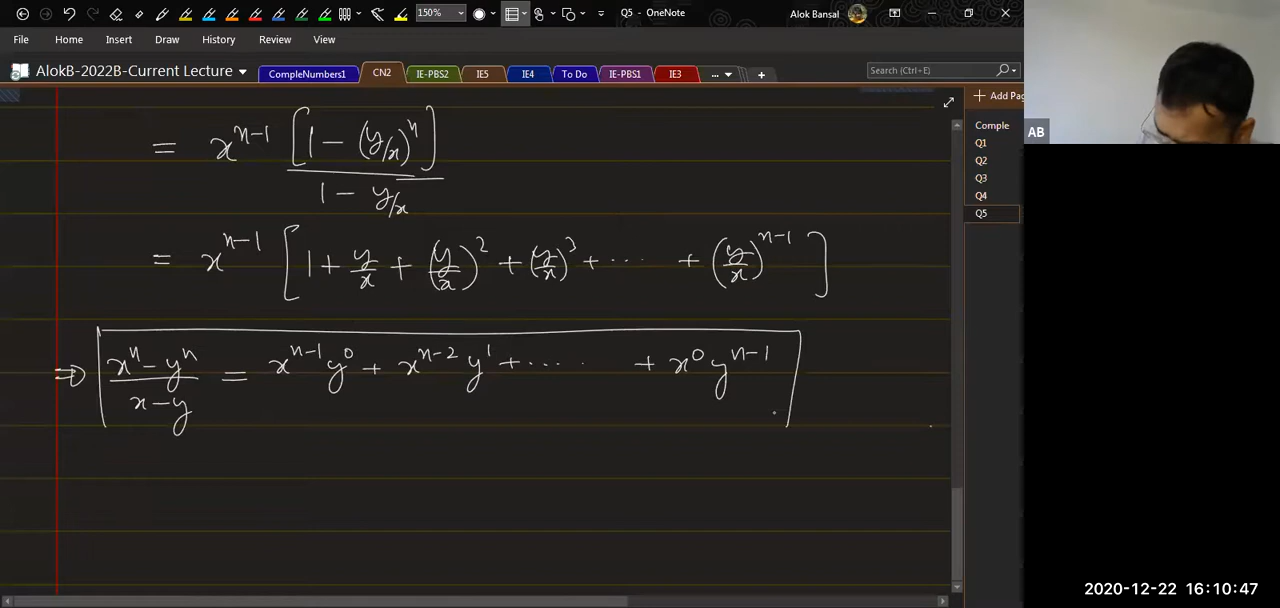 150%
Q5 - OneNote
Alok Bansal
File Home Insert Draw History Review View
AlokB-2022B-Current Lecture
CompleNumbers1 CN2 IE-PBS2 IE5 IE4 To Do IE-PBS1 IE3 ...
Search (Ctrl+E)
Add Pag
Comple
Q1
Q2
Q3
Q4
Q5
AB
= x^{n-1} [1 - (y/x)^n] / (1 - y/x)
= x^{n-1} [1 + y/x + (y/x)^2 + (y/x)^3 + .... + (y/x)^{n-1}]
⇒ (x^n - y^n)/(x - y) = x^{n-1} y^0 + x^{n-2} y^1 + ..... + x^0 y^{n-1}
2020-12-22 16:10:47